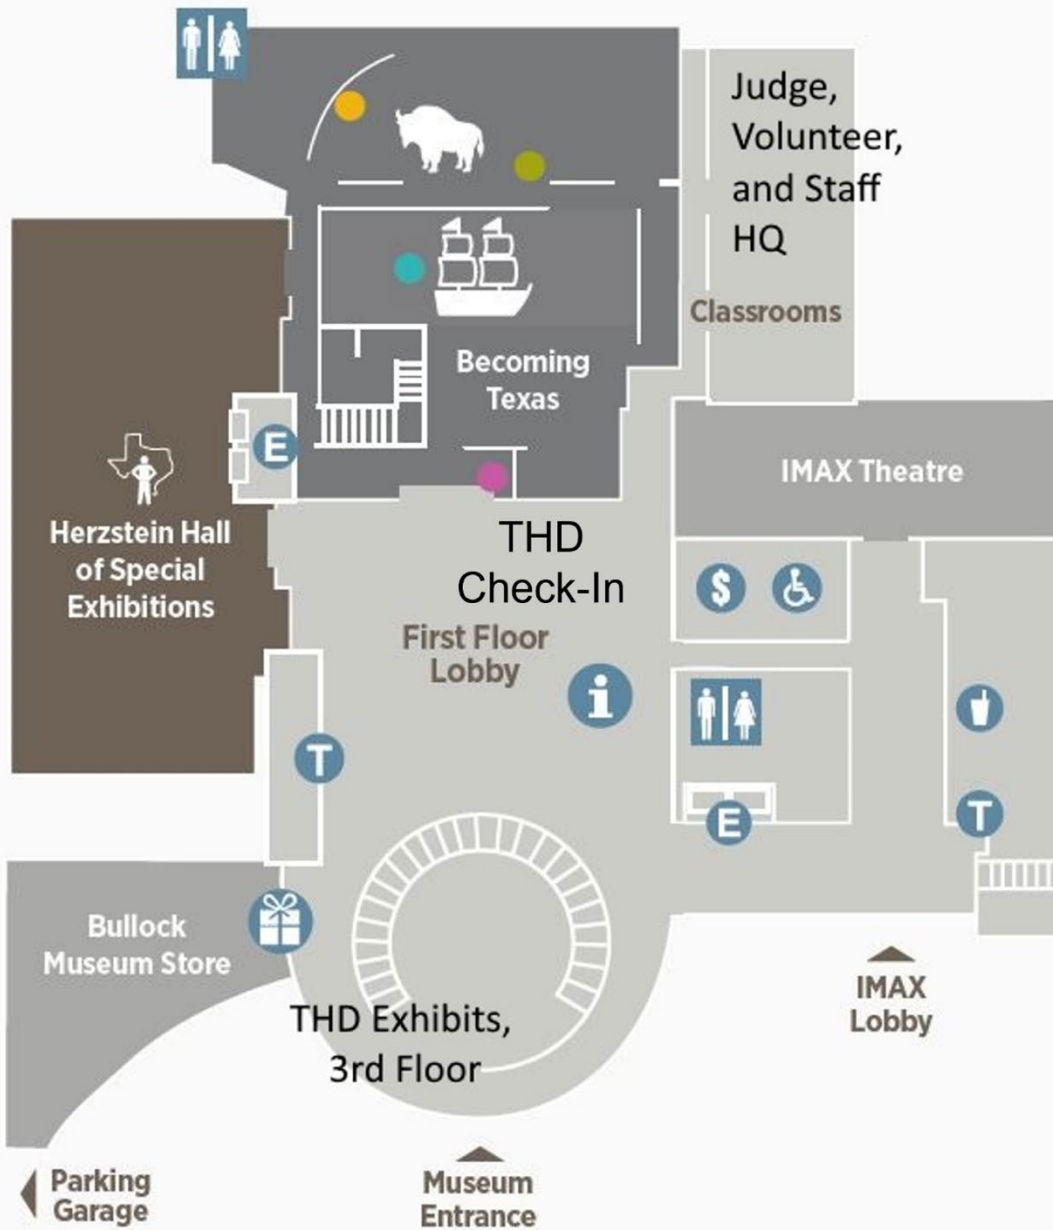 Judge,
Volunteer,
and Staff
HQ
Classrooms
Becoming
Texas
E
IMAX Theatre
Herzstein Hall
of Special
Exhibitions
THD
Check-In
$
First Floor
Lobby
i
T
E
T
Bullock
Museum Store
THD Exhibits,
3rd Floor
IMAX
Lobby
Parking
Garage
Museum
Entrance